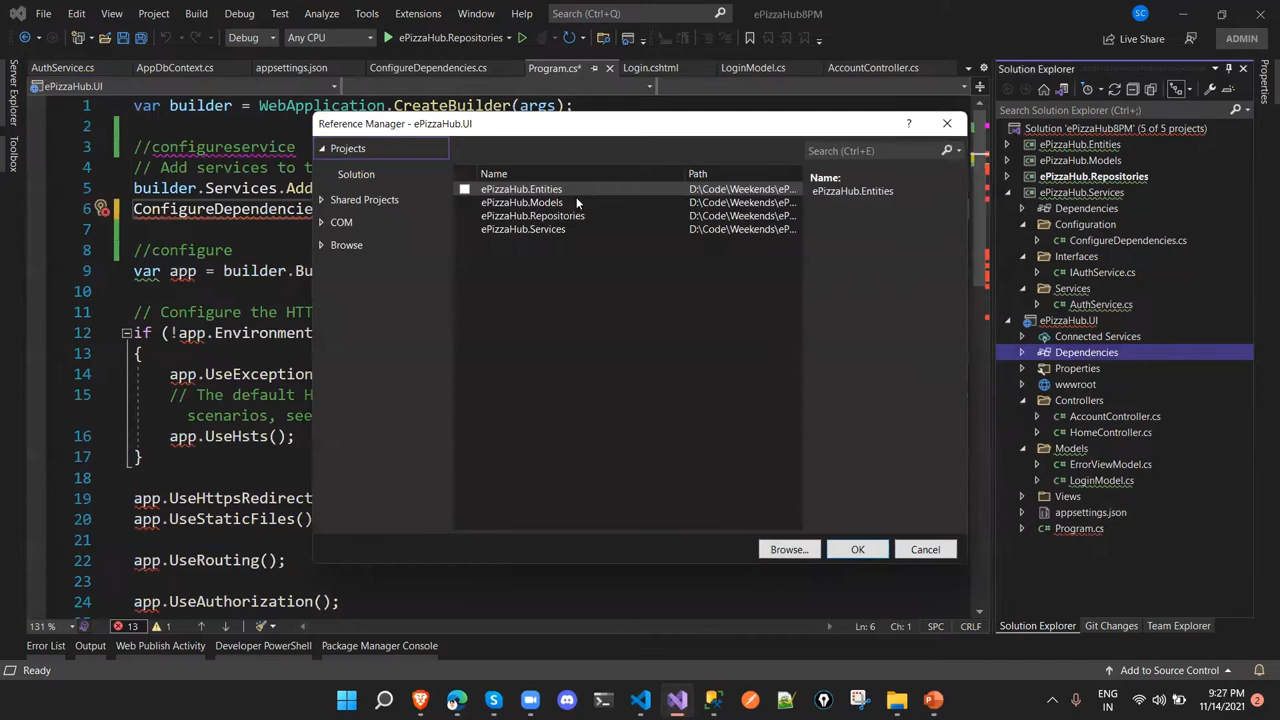 File Edit View Git Project Build Debug Test Analyze Tools Extensions Window Help Search (Ctrl+Q) ePizzaHub8PM SC
Debug Any CPU ePizzaHub.Repositories Live Share ADMIN
AuthService.cs AppDbContext.cs appsettings.json ConfigureDependencies.cs Program.cs* Login.cshtml LoginModel.cs AccountController.cs
ePizzaHub.UI
Server Explorer
Toolbox
1 var builder = WebApplication.CreateBuilder(args);
2
3 //configureservice
4 // Add services to t
5 builder.Services.Add
6 ConfigureDependencie
7
8 //configure
9 var app = builder.Bu
10
11 // Configure the HTT
12 if (!app.Environment
13 {
14 app.UseException
15 // The default H
scenarios, see
16 app.UseHsts();
17 }
18
19 app.UseHttpsRedirect
20 app.UseStaticFiles()
21
22 app.UseRouting();
23
24 app.UseAuthorization();
Reference Manager - ePizzaHub.UI ?
Projects
Solution
Shared Projects
COM
Browse
Search (Ctrl+E)
Name Path
ePizzaHub.Entities D:\Code\Weekends\eP...
ePizzaHub.Models D:\Code\Weekends\eP...
ePizzaHub.Repositories D:\Code\Weekends\eP...
ePizzaHub.Services D:\Code\Weekends\eP...
Name:
ePizzaHub.Entities
Browse... OK Cancel
Solution Explorer
Search Solution Explorer (Ctrl+;)
Solution 'ePizzaHub8PM' (5 of 5 projects)
ePizzaHub.Entities
ePizzaHub.Models
ePizzaHub.Repositories
ePizzaHub.Services
Dependencies
Configuration
C# ConfigureDependencies.cs
Interfaces
C# IAuthService.cs
Services
C# AuthService.cs
ePizzaHub.UI
Connected Services
Dependencies
Properties
wwwroot
Controllers
C# AccountController.cs
C# HomeController.cs
Models
C# ErrorViewModel.cs
C# LoginModel.cs
Views
appsettings.json
C# Program.cs
Properties
131 % 13 1 Ln: 6 Ch: 1 SPC CRLF
Solution Explorer Git Changes Team Explorer
Error List Output Web Publish Activity Developer PowerShell Package Manager Console
Ready Add to Source Control
ENG
IN
9:27 PM
11/14/2021
2